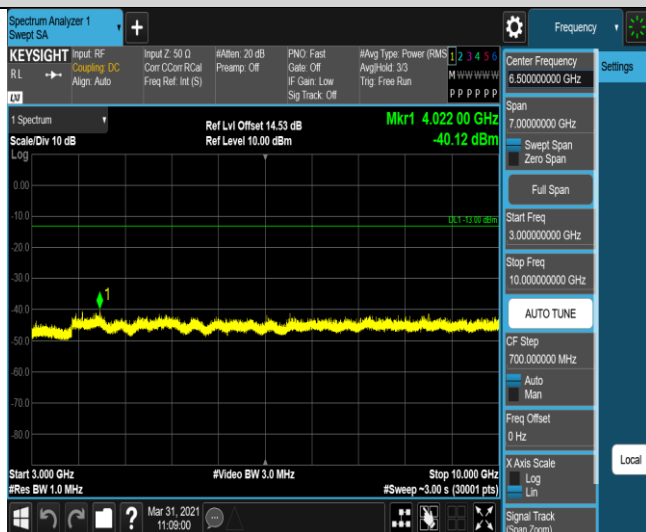 Spectrum Analyzer 1
Swept SA
+
Frequency
KEYSIGHT
RL
LXI
Input: RF
Coupling: DC
Align: Auto
Input Z: 50 Ω
Corr CCorr RCal
Freq Ref: Int (S)
#Atten: 20 dB
Preamp: Off
PNO: Fast
Gate: Off
IF Gain: Low
Sig Track: Off
#Avg Type: Power (RMS
Avg|Hold: 3/3
Trig: Free Run
1 2 3 4 5 6
M W W W W W
P P P P P P
1 Spectrum
Scale/Div 10 dB
Log
Ref Lvl Offset 14.53 dB
Ref Level 10.00 dBm
Mkr1 4.022 00 GHz
-40.12 dBm
0.00
-10.0
DL1 -13.00 dBm
-20.0
-30.0
1
-40.0
-50.0
-60.0
-70.0
-80.0
Start 3.000 GHz
#Video BW 3.0 MHz
Stop 10.000 GHz
#Res BW 1.0 MHz
#Sweep ~3.00 s (30001 pts)
?
Mar 31, 2021
11:09:00
Center Frequency
6.500000000 GHz
Span
7.00000000 GHz
Swept Span
Zero Span
Full Span
Start Freq
3.000000000 GHz
Stop Freq
10.000000000 GHz
AUTO TUNE
CF Step
700.000000 MHz
Auto
Man
Freq Offset
0 Hz
X Axis Scale
Log
Lin
Signal Track
(Span Zoom)
Settings
Local